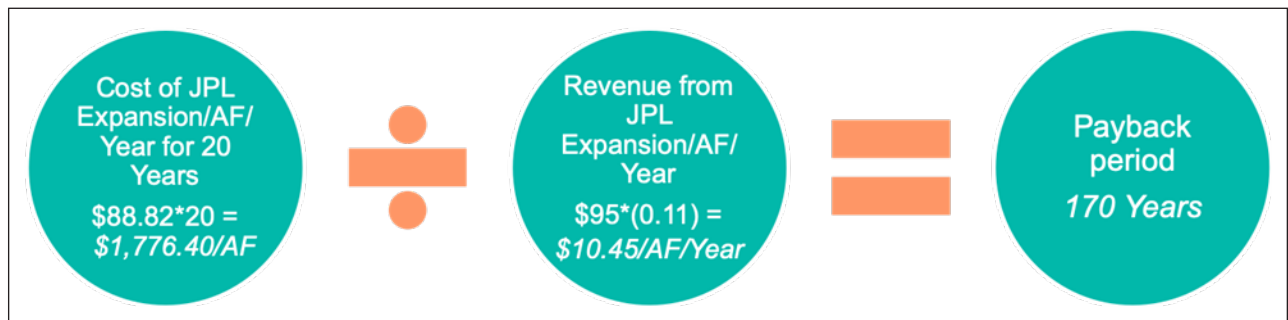 Cost of JPL
Expansion/AF/
Year for 20
Years
$88.82*20 =
$1,776.40/AF
Revenue from
JPL
Expansion/AF/
Year
$95*(0.11) =
$10.45/AF/Year
Payback
period
170 Years